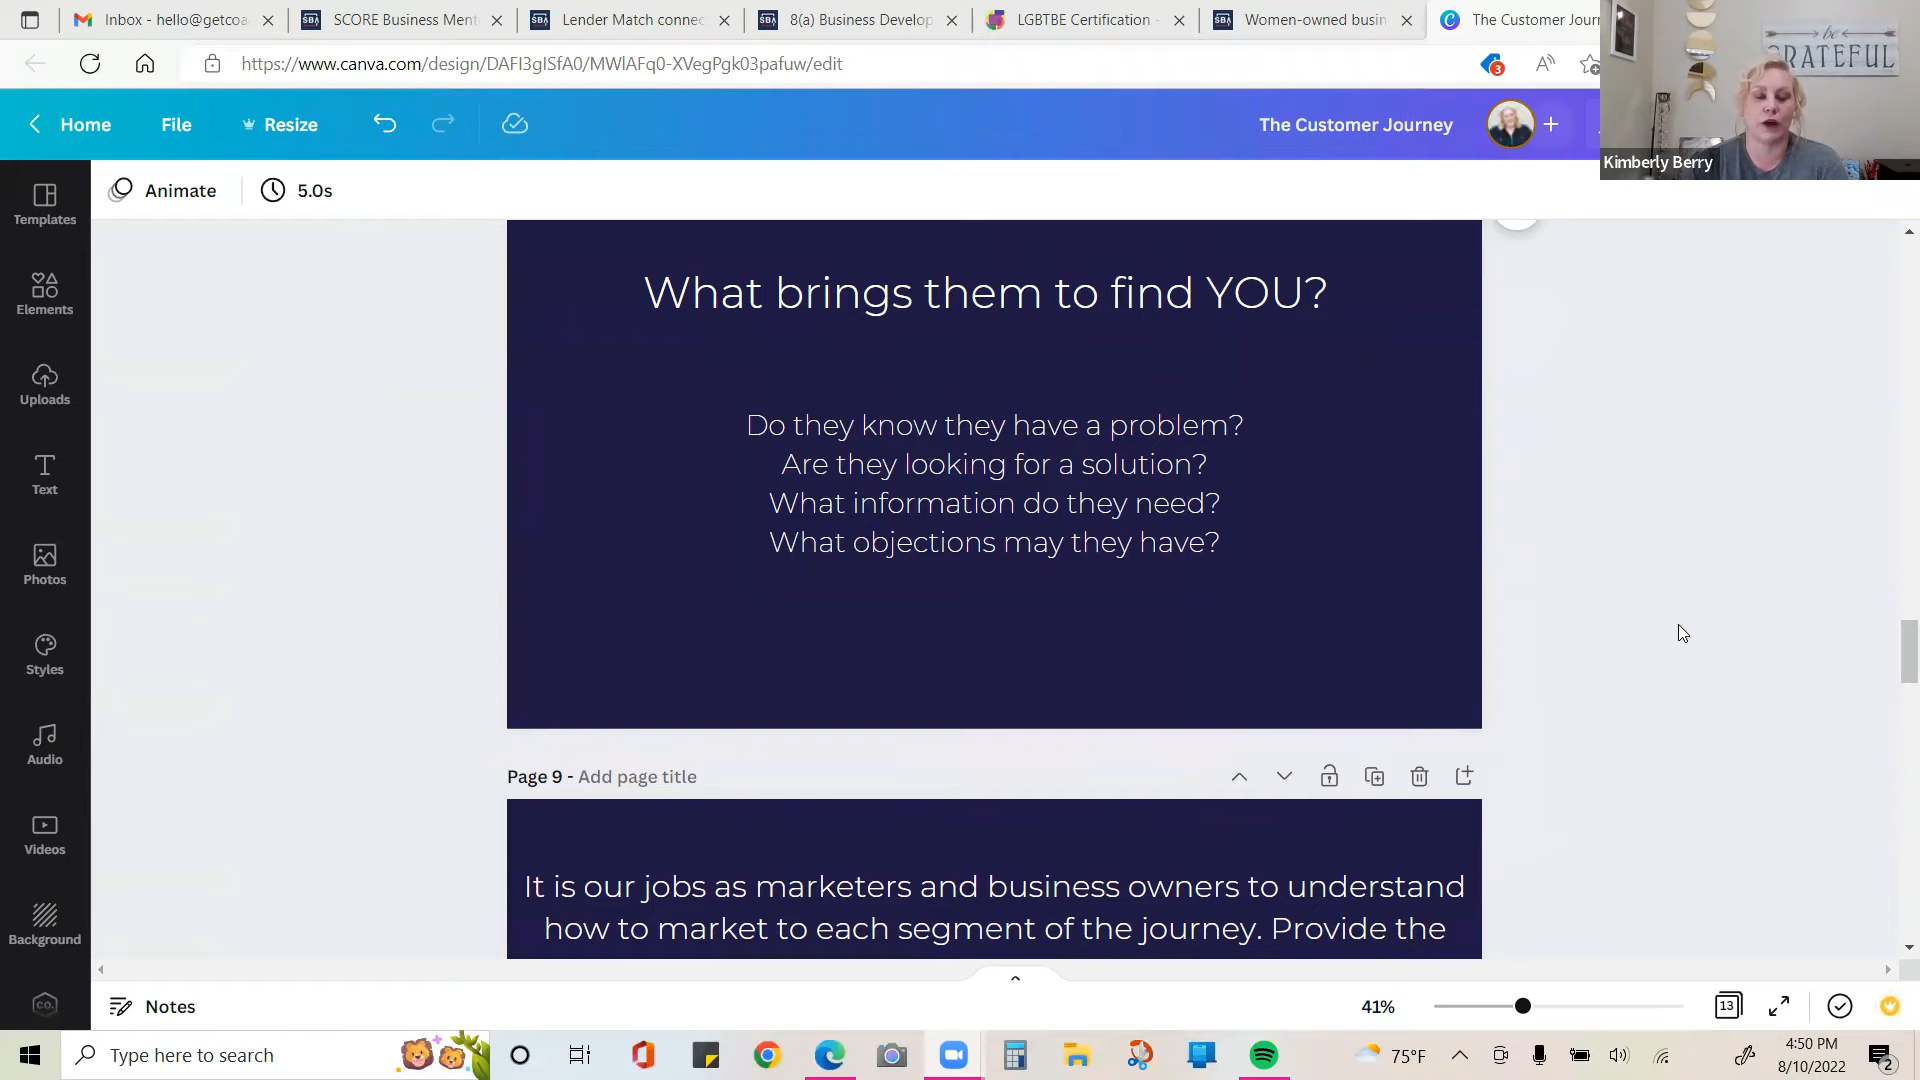 Inbox - hello@getcoa
SCORE Business Ment
Lender Match connec
8(a) Business Develop
LGBTBE Certification -
Women-owned busin
The Customer Jour
https://www.canva.com/design/DAFI3gISfA0/MWlAFq0-XVegPgk03pafuw/edit
3
be
GRATEFUL
Home
File
Resize
The Customer Journey
Kimberly Berry
Animate
5.0s
Templates
Elements
Uploads
Text
Photos
Styles
Audio
Videos
Background
CO.
What brings them to find YOU?
Do they know they have a problem?
Are they looking for a solution?
What information do they need?
What objections may they have?
Page 9 - Add page title
It is our jobs as marketers and business owners to understand
how to market to each segment of the journey. Provide the
Notes
41%
13
Type here to search
75°F
4:50 PM
8/10/2022
2